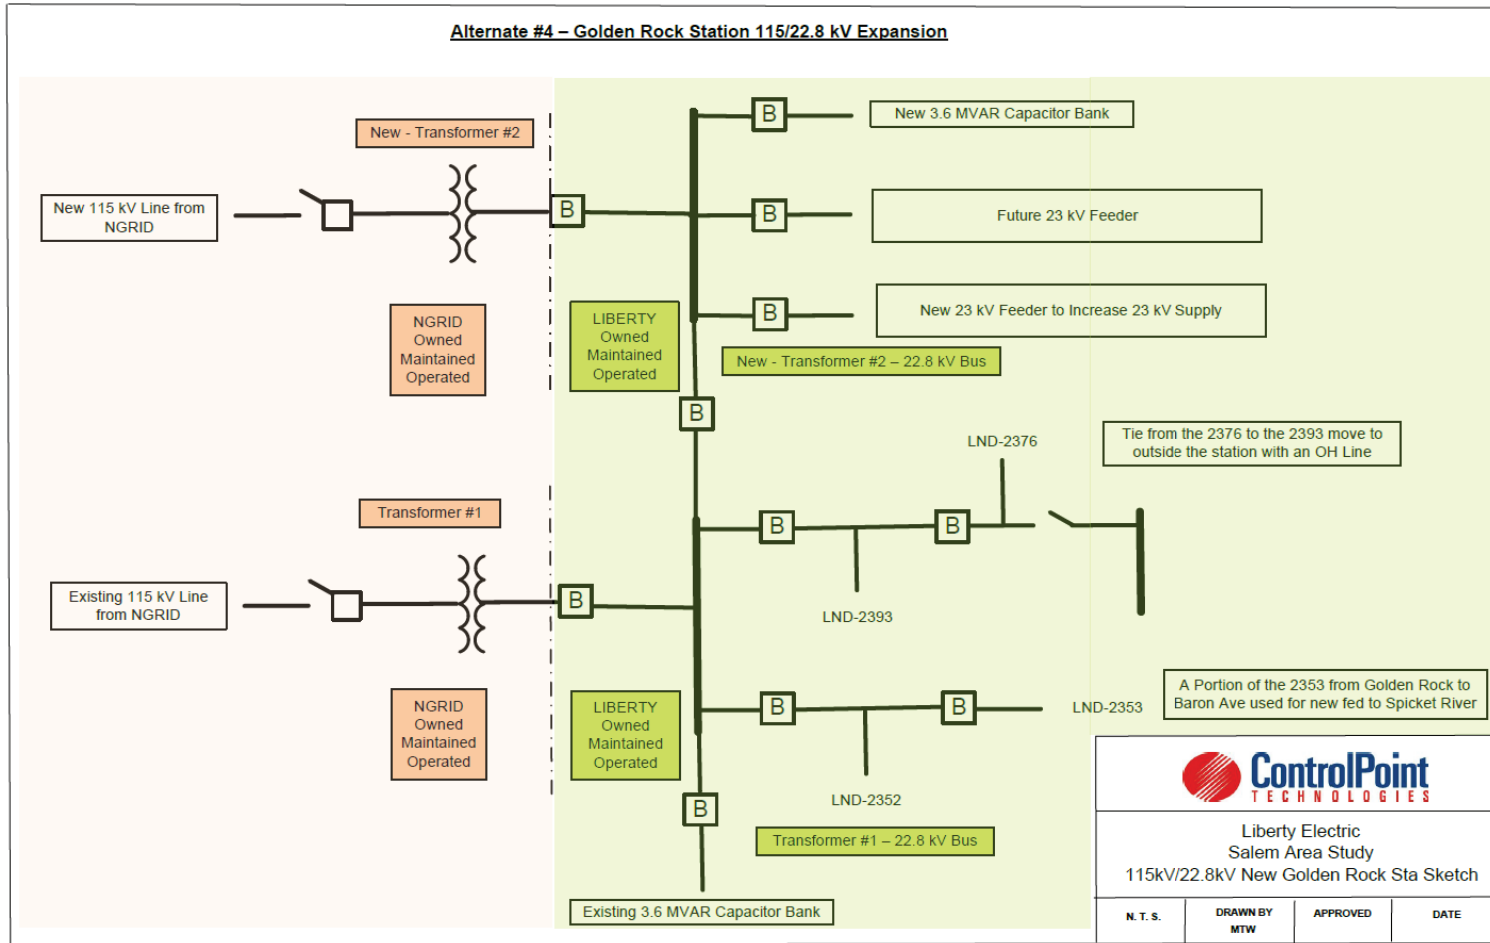 Alternate #4 – Golden Rock Station 115/22.8 kV Expansion
New - Transformer #2
B
New 3.6 MVAR Capacitor Bank
New 115 kV Line from
NGRID
B
B
Future 23 kV Feeder
NGRID
Owned
Maintained
Operated
LIBERTY
Owned
Maintained
Operated
B
New 23 kV Feeder to Increase 23 kV Supply
New - Transformer #2 – 22.8 kV Bus
B
LND-2376
Tie from the 2376 to the 2393 move to
outside the station with an OH Line
Transformer #1
B
B
Existing 115 kV Line
from NGRID
B
LND-2393
NGRID
Owned
Maintained
Operated
LIBERTY
Owned
Maintained
Operated
B
B
LND-2353
A Portion of the 2353 from Golden Rock to
Baron Ave used for new fed to Spicket River
B
LND-2352
Transformer #1 – 22.8 kV Bus
Existing 3.6 MVAR Capacitor Bank
ControlPoint
TECHNOLOGIES
Liberty Electric
Salem Area Study
115kV/22.8kV New Golden Rock Sta Sketch
N. T. S.
DRAWN BY
MTW
APPROVED
DATE